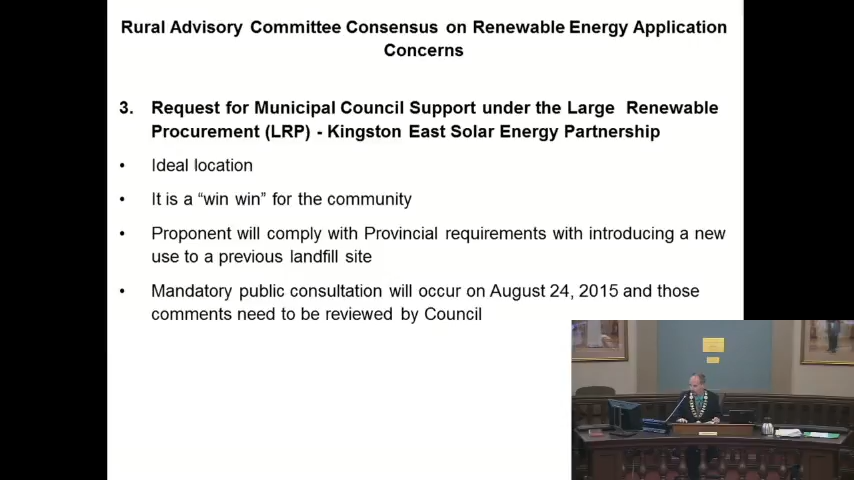 Rural Advisory Committee Consensus on Renewable Energy Application
Concerns
3. Request for Municipal Council Support under the Large Renewable
Procurement (LRP) - Kingston East Solar Energy Partnership
• Ideal location
• It is a “win win” for the community
• Proponent will comply with Provincial requirements with introducing a new
use to a previous landfill site
• Mandatory public consultation will occur on August 24, 2015 and those
comments need to be reviewed by Council